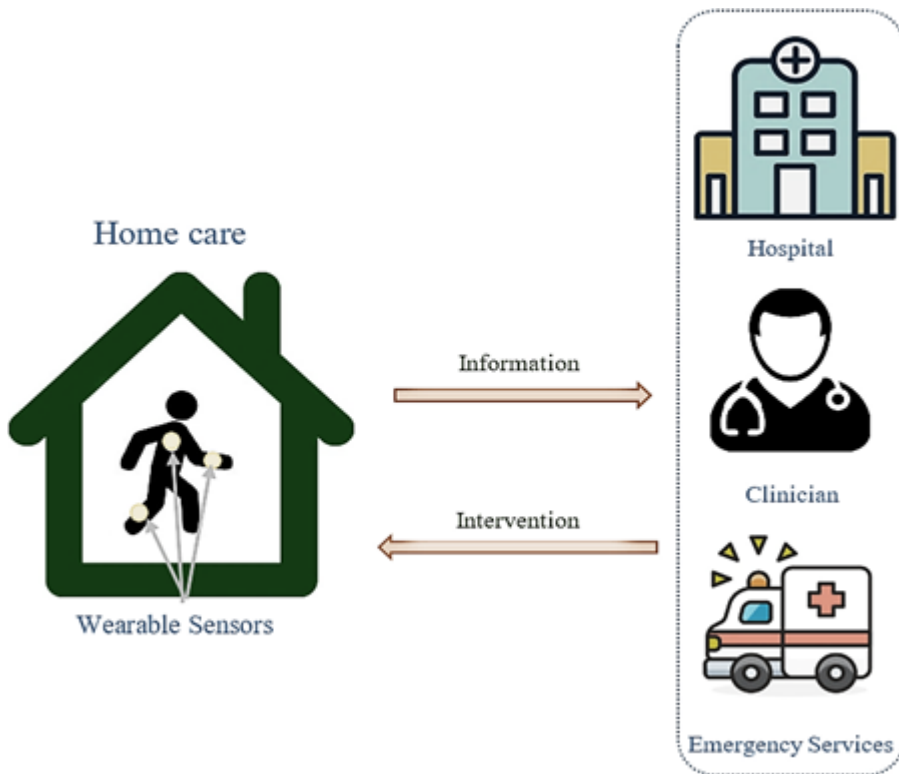 Home care
Wearable Sensors
Information
Intervention
Hospital
Clinician
Emergency Services